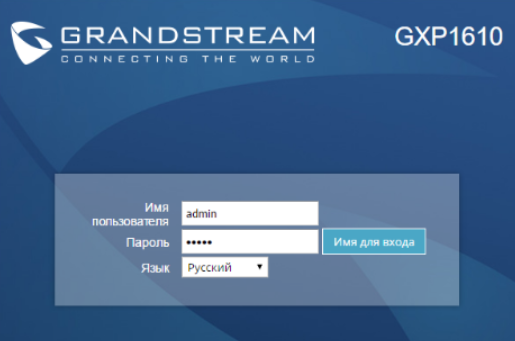 GRANDSTREAM
CONNECTING THE WORLD
GXP1610
Имя
пользователя
admin
Пароль
•••••
Имя для входа
Язык
Русский